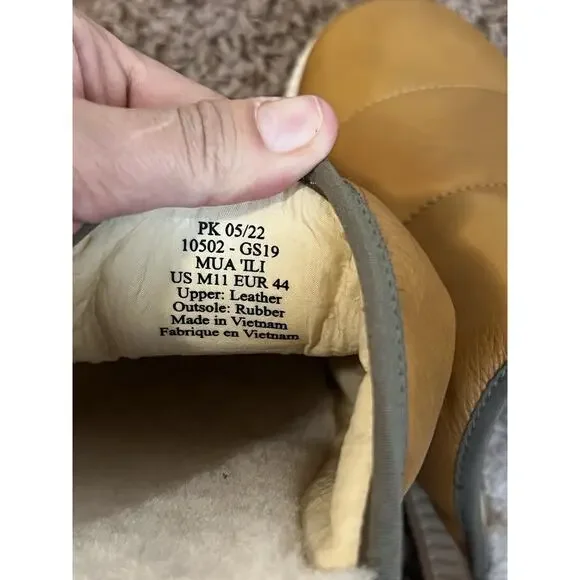 PK 05/22
10502 - GS19
MUA 'ILI
US M11 EUR 44
Upper: Leather
Outsole: Rubber
Made in Vietnam
Fabrique en Vietnam